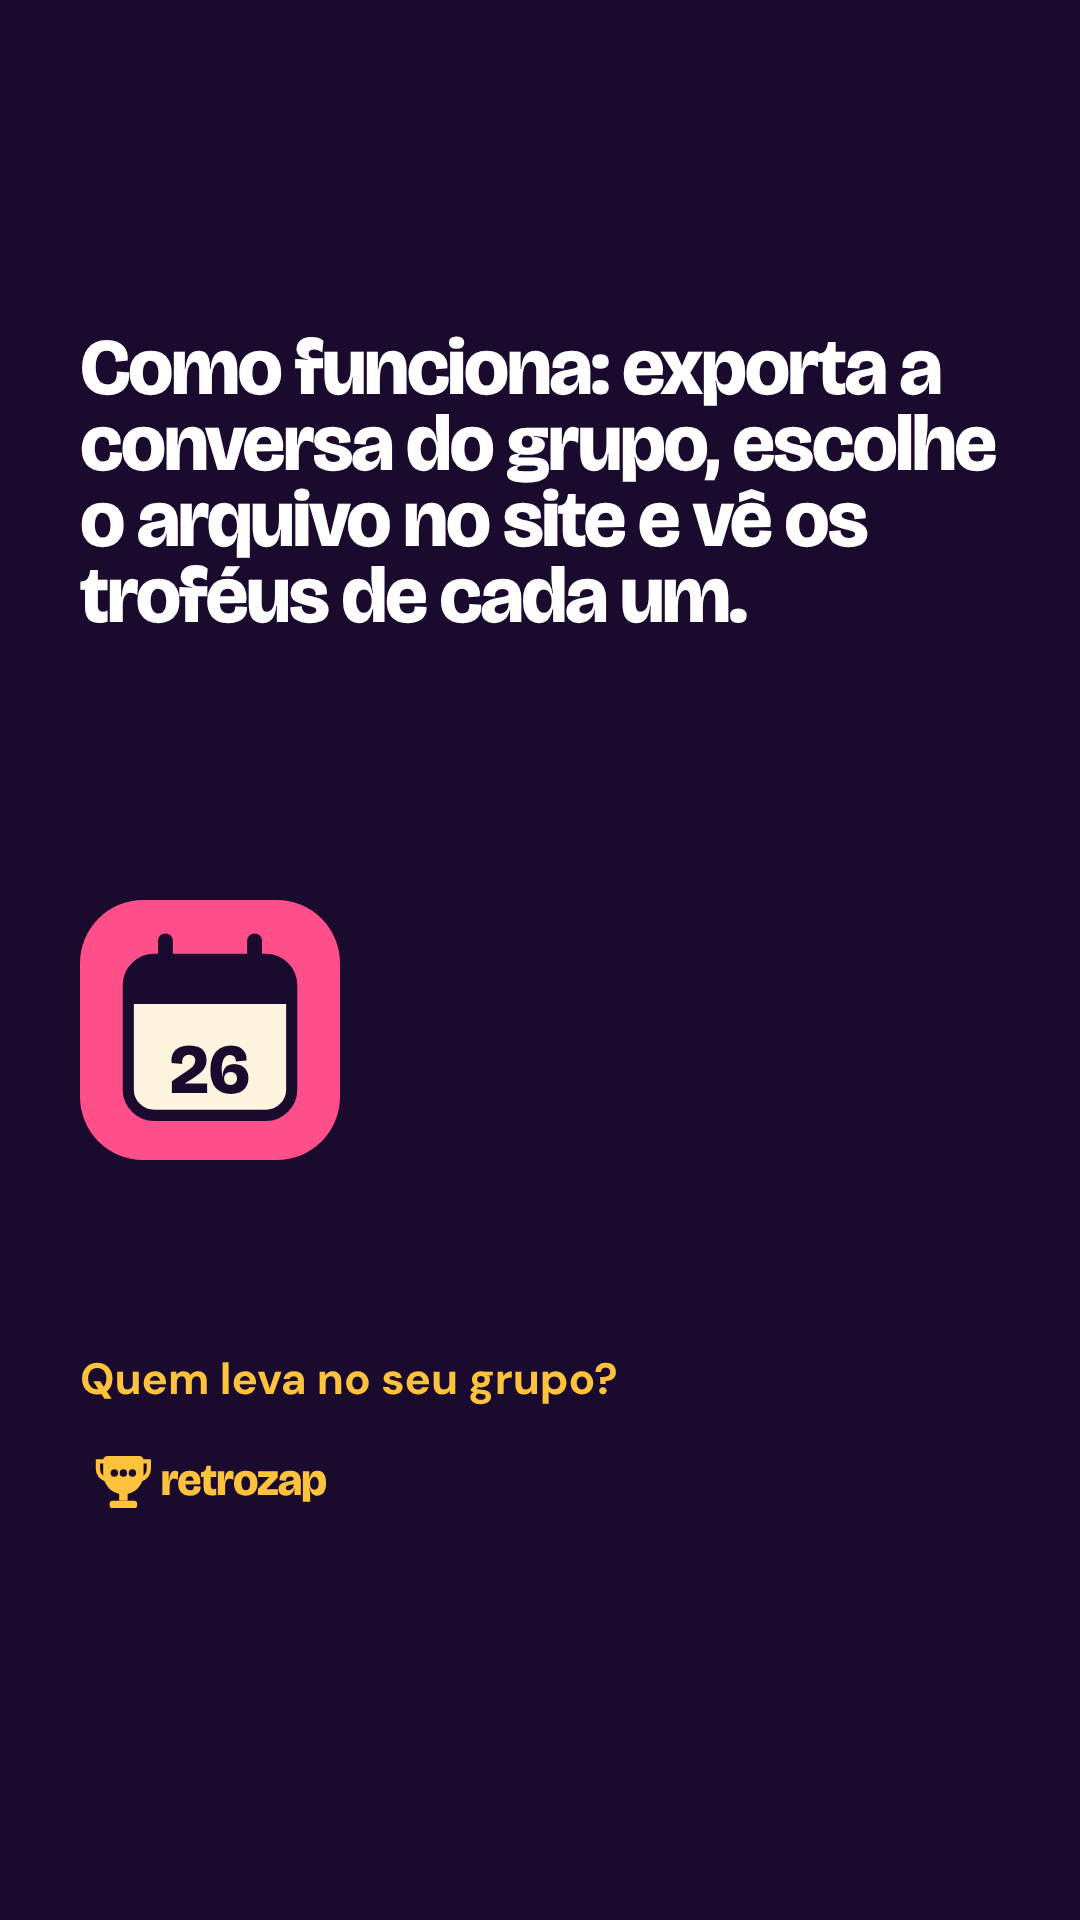 Como funciona: exporta a
conversa do grupo, escolhe
o arquivo no site e vê os
troféus de cada um.
26
Quem leva no seu grupo?
retrozap